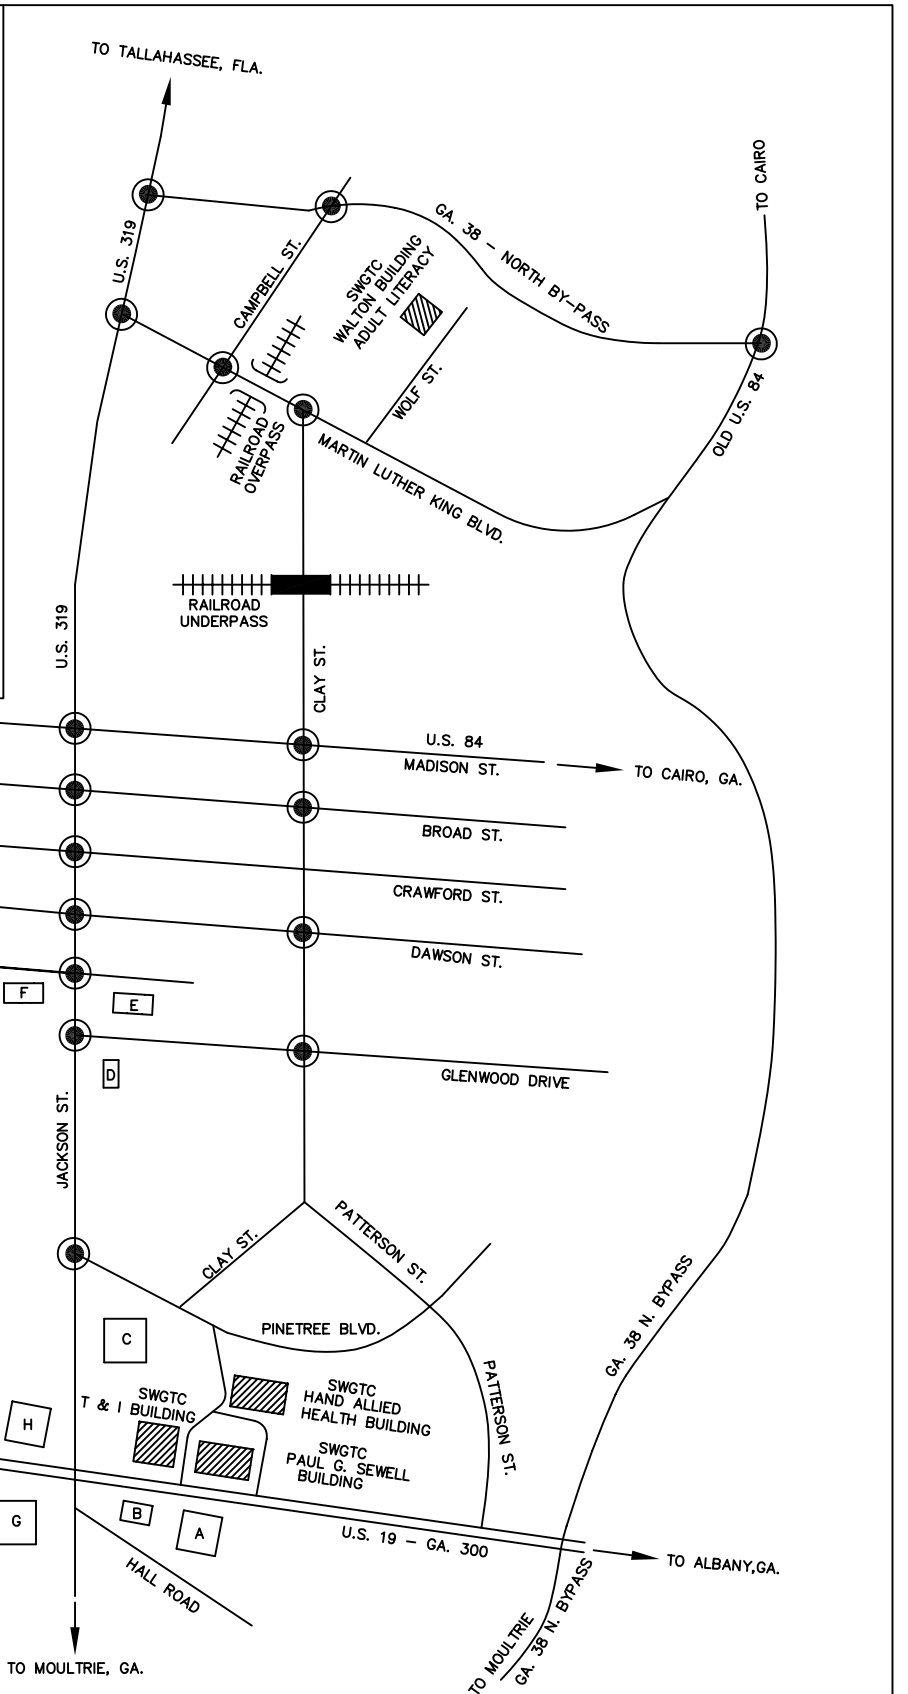 TO TALLAHASSEE, FLA.
TO CAIRO
U.S. 319
CAMPBELL ST.
GA. 38 - NORTH BY-PASS
SWGTC
WALTON BUILDING
ADULT LITERACY
WOLF ST.
OLD U.S. 84
RAILROAD
OVERPASS
MARTIN LUTHER KING BLVD.
RAILROAD
UNDERPASS
U.S. 319
CLAY ST.
U.S. 84
MADISON ST.
TO CAIRO, GA.
BROAD ST.
CRAWFORD ST.
DAWSON ST.
F
E
D
GLENWOOD DRIVE
JACKSON ST.
CLAY ST.
PATTERSON ST.
GA. 38 N. BYPASS
C
PINETREE BLVD.
PATTERSON ST.
SWGTC
T & I BUILDING
SWGTC
HAND ALLIED
HEALTH BUILDING
H
SWGTC
PAUL G. SEWELL
BUILDING
G
B
A
U.S. 19 - GA. 300
TO ALBANY,GA.
HALL ROAD
TO MOULTRIE
GA. 38 N. BYPASS
TO MOULTRIE, GA.